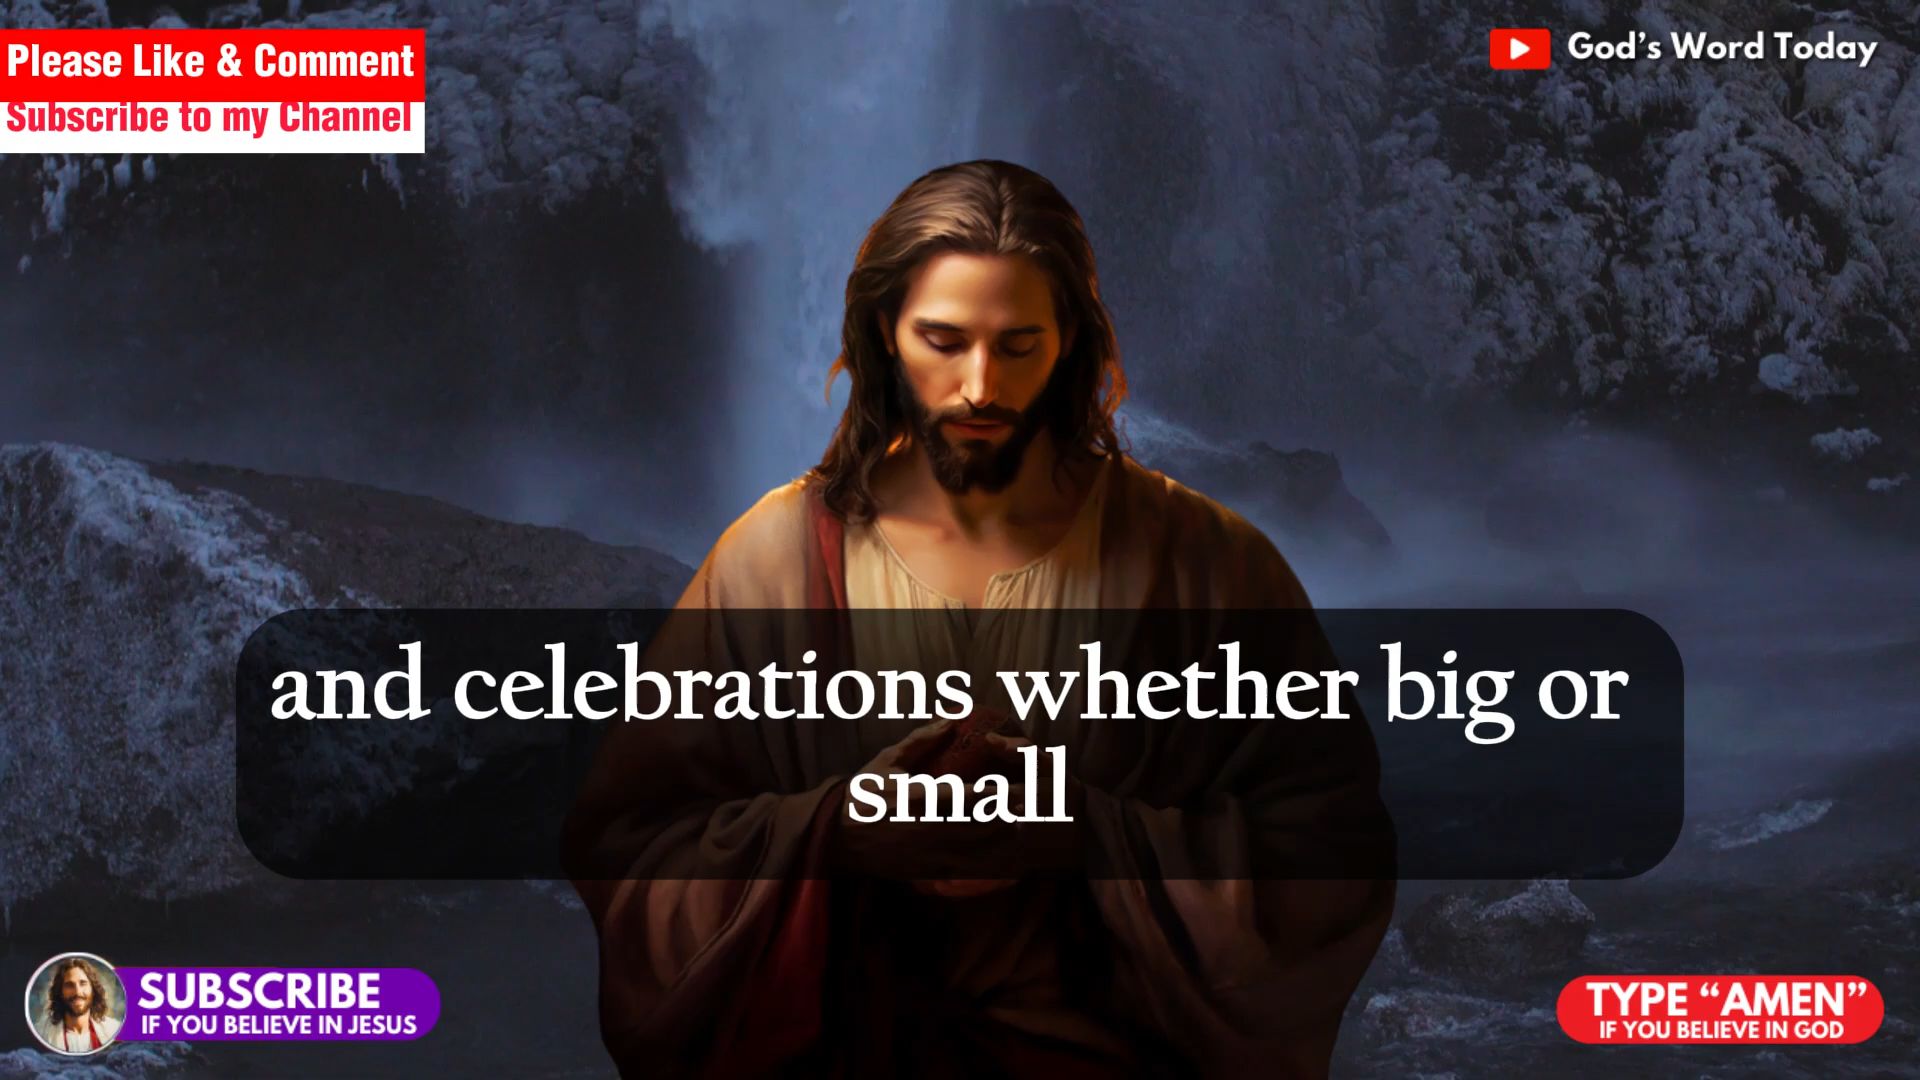 Please Like & Comment
Subscribe to my Channel
God’s Word Today
and celebrations whether big or
small
SUBSCRIBE
IF YOU BELIEVE IN JESUS
TYPE “AMEN”
IF YOU BELIEVE IN GOD